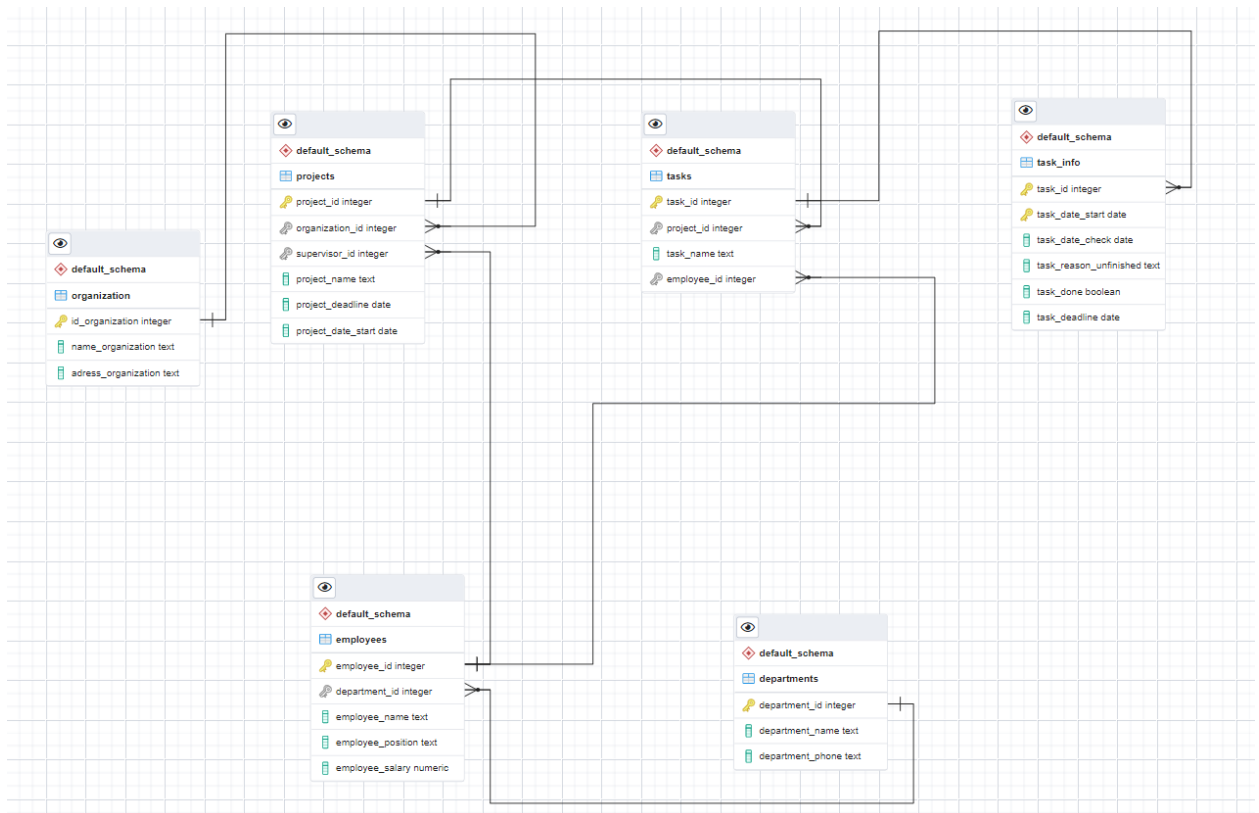 default_schema
projects
project_id integer
organization_id integer
supervisor_id integer
project_name text
project_deadline date
project_date_start date
default_schema
tasks
task_id integer
project_id integer
task_name text
employee_id integer
default_schema
task_info
task_id integer
task_date_start date
task_date_check date
task_reason_unfinished text
task_done boolean
task_deadline date
default_schema
organization
id_organization integer
name_organization text
adress_organization text
default_schema
employees
employee_id integer
department_id integer
employee_name text
employee_position text
employee_salary numeric
default_schema
departments
department_id integer
department_name text
department_phone text